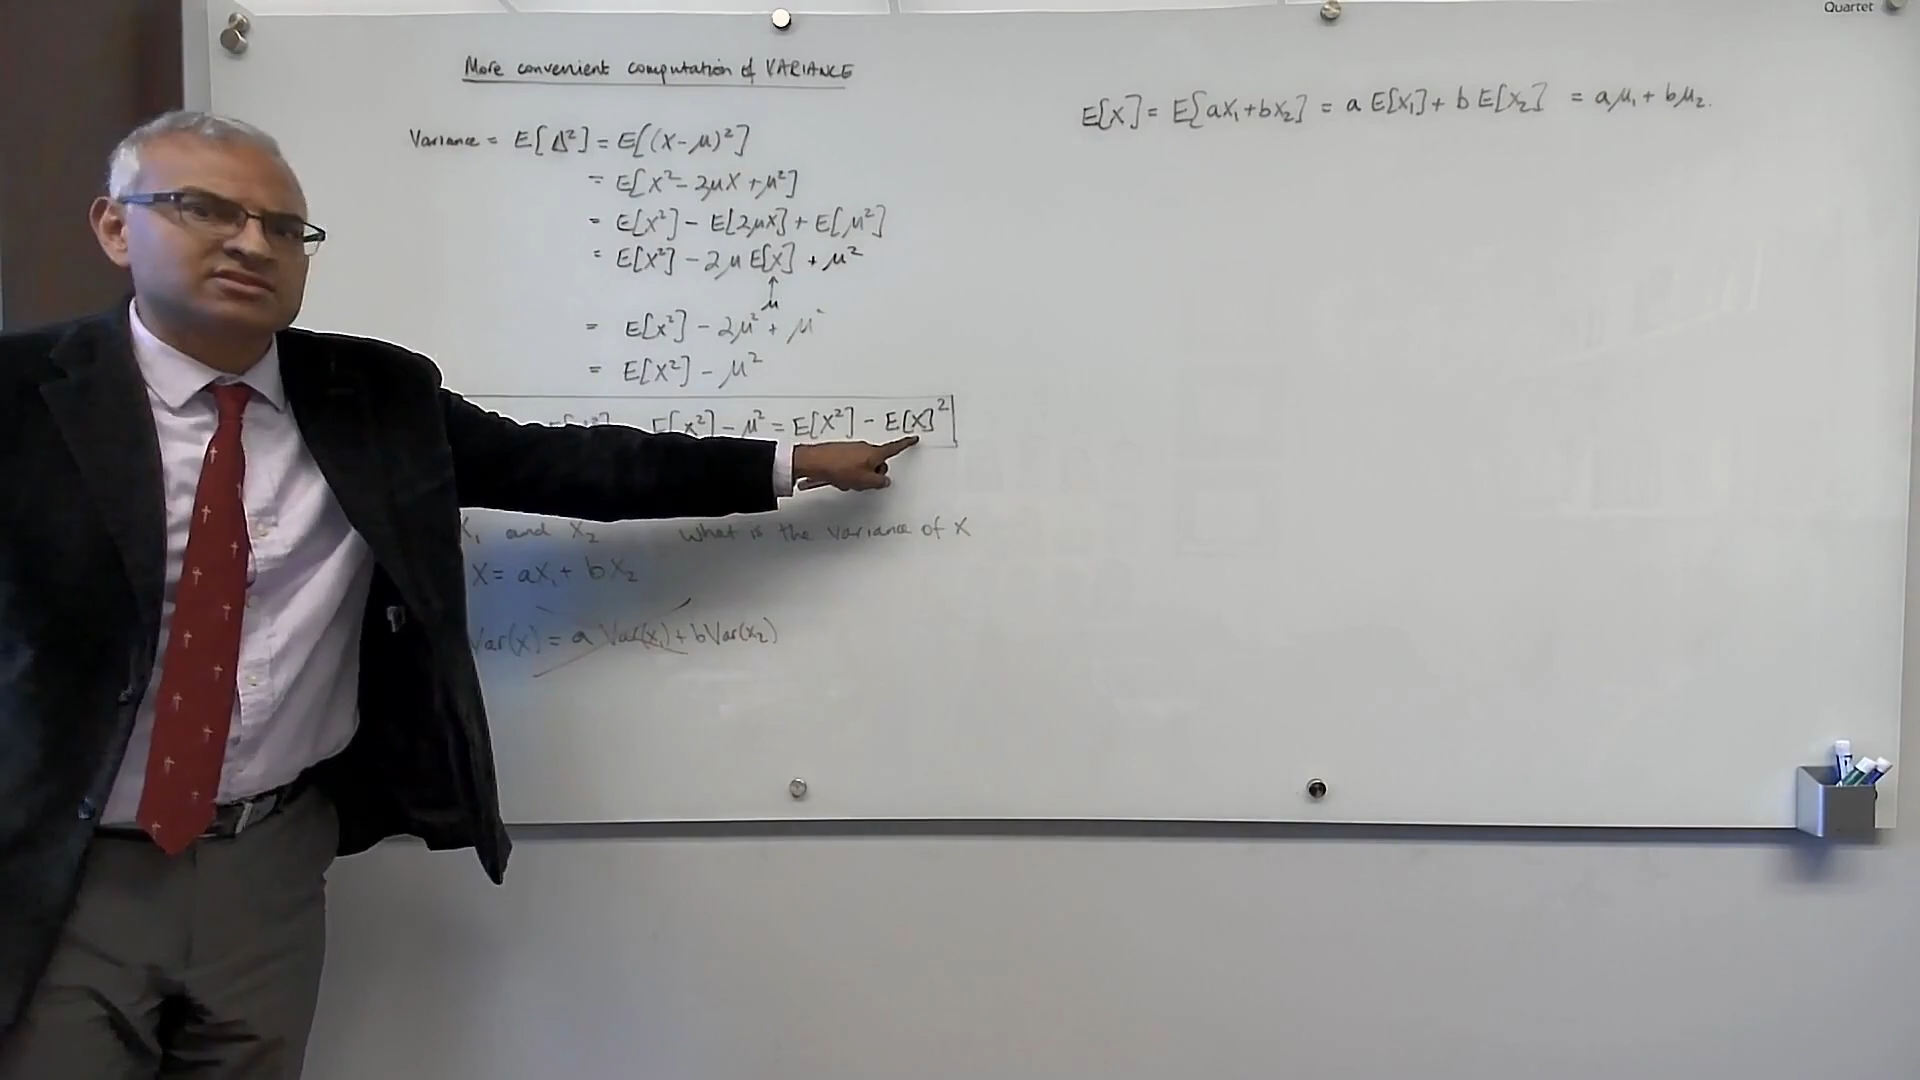 Quartet
More convenient computation of VARIANCE
Variance = E[Δ²] = E[(X-μ)²]
= E[X² - 2μX + μ²]
= E[X²] - E[2μX] + E[μ²]
= E[X²] - 2μ E[X] + μ²
↑
μ
= E[X²] - 2μ² + μ²
= E[X²] - μ²
E[X²] - μ² = E[X²] - E[X]²
X₁ and X₂ What is the variance of X
X = aX₁ + bX₂
Var(X) = a Var(X₁) + bVar(X₂)
E[X] = E[aX₁+bX₂] = a E[X₁] + b E[X₂] = aμ₁ + bμ₂.